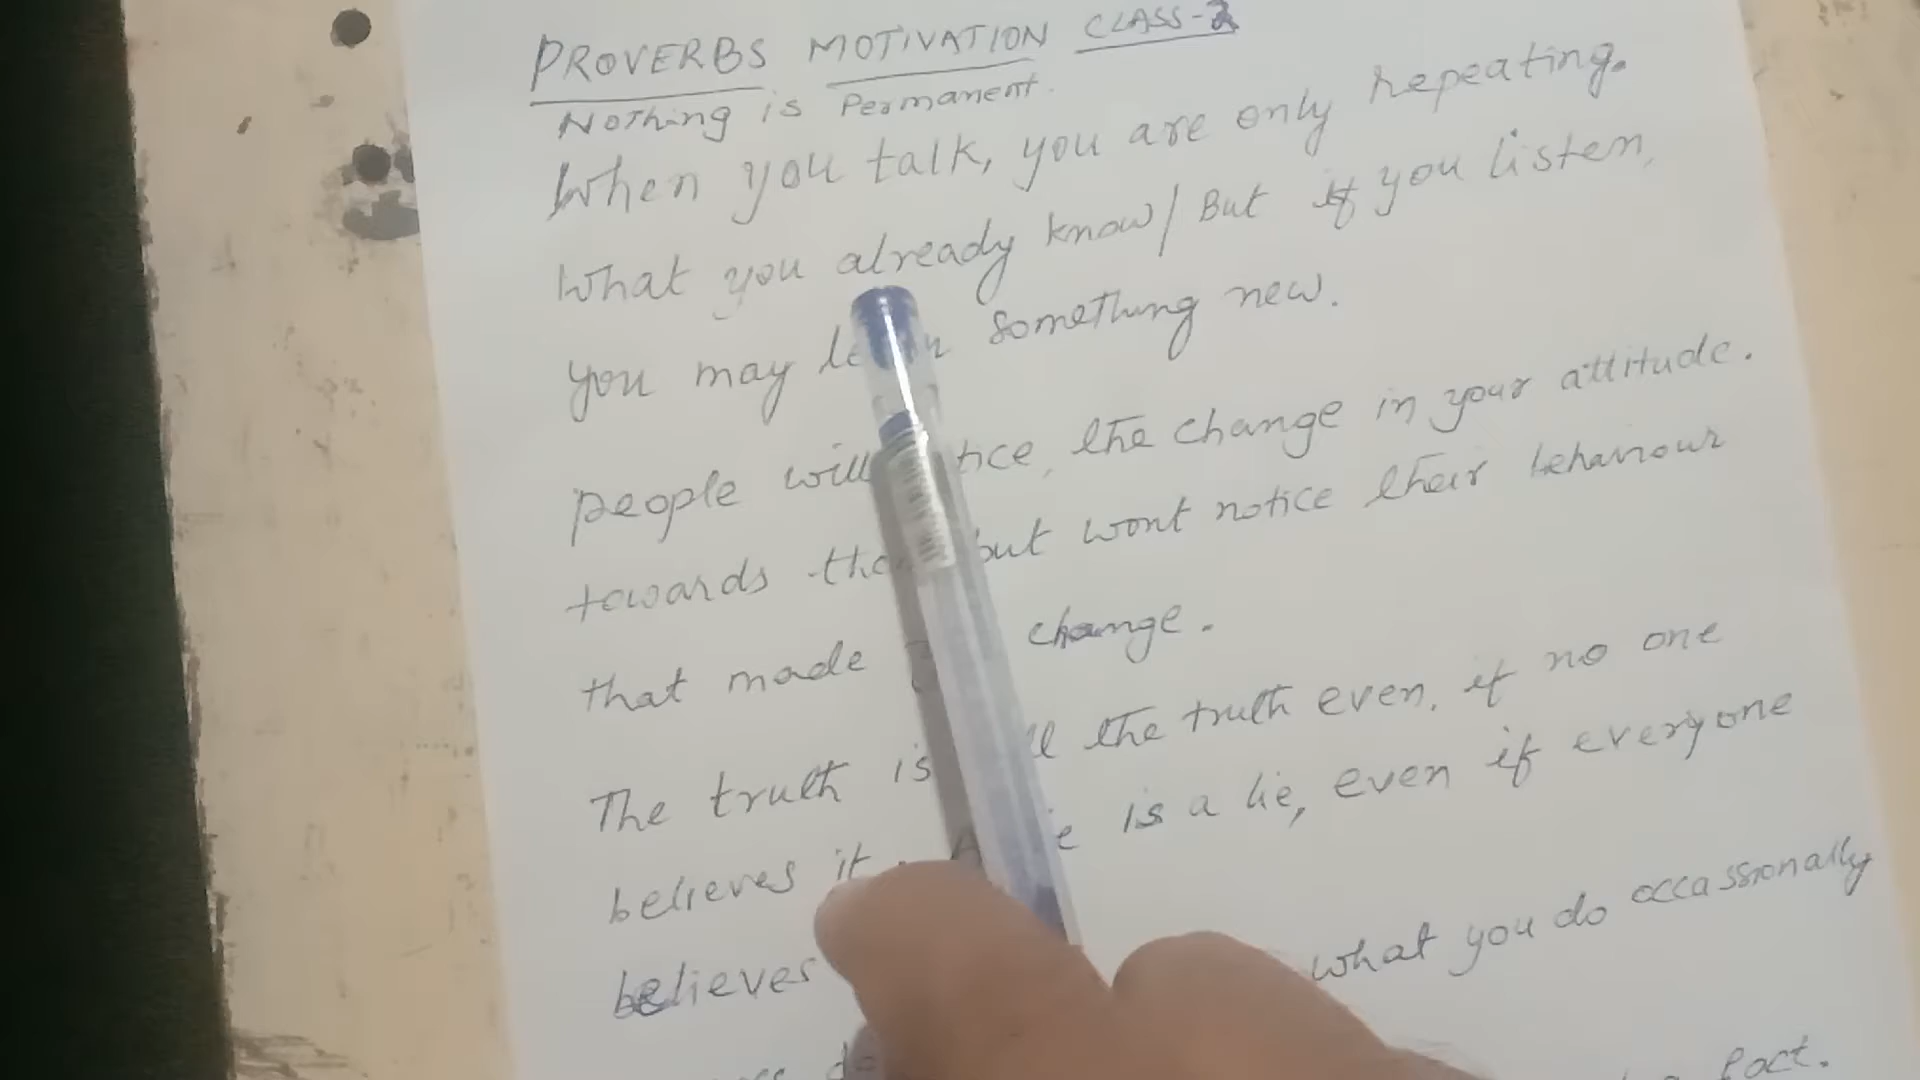 PROVERBS MOTIVATION CLASS-2
Nothing is Permanent.
When you talk, you are only repeating.
What you already know/ But if you listen,
you may something new.
people will the change in your attitude.
towards but wont notice their behaviour
that made change.
The truth is the truth even, if no one
believes it. is a lie, even if everyone
believes what you do occassionally
fact.